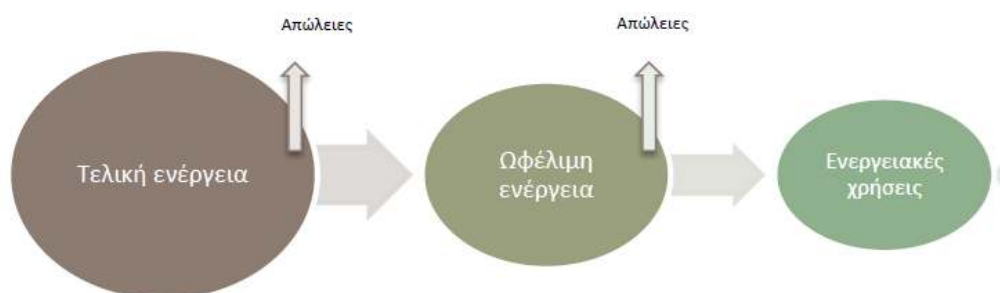 Απώλειες
Απώλειες
Τελική ενέργεια
Ωφέλιμη
ενέργεια
Ενεργειακές
χρήσεις